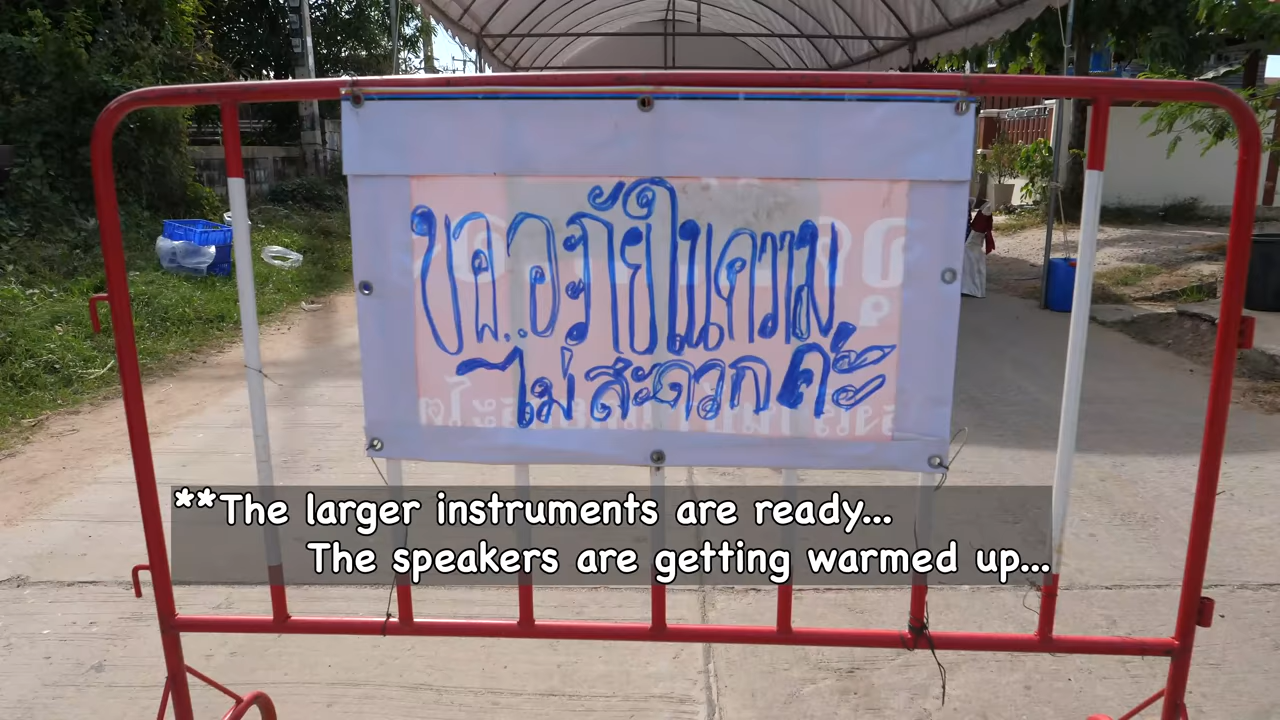 ขอ..อะภัยในความ
ไม่สะดวกค่ะ
**The larger instruments are ready...
The speakers are getting warmed up...